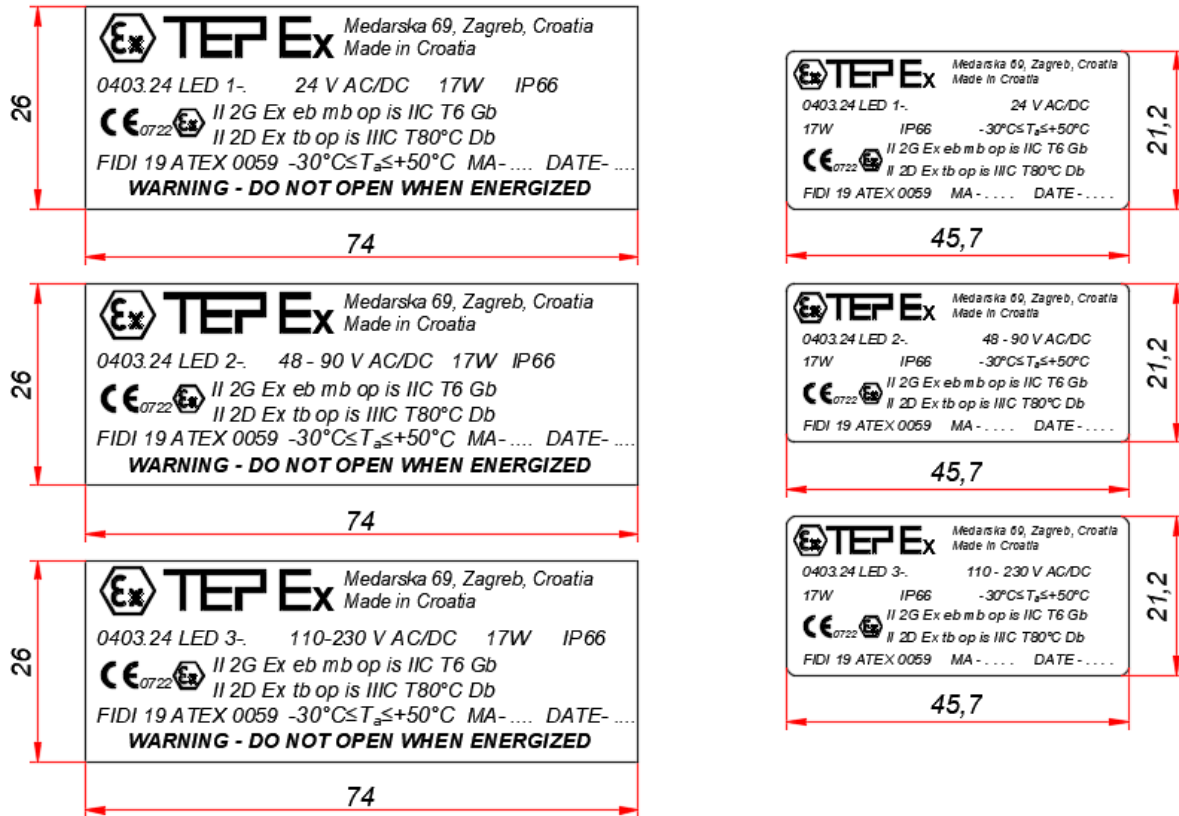 Ex TEP Ex Medarska 69, Zagreb, Croatia
Made in Croatia
0403.24 LED 1-. 24 V AC/DC 17W IP66
CE 0722 Ex II 2G Ex eb mb op is IIC T6 Gb
II 2D Ex tb op is IIIC T80°C Db
FIDI 19 ATEX 0059 -30°C≤Ta≤+50°C MA- .... DATE- ....
WARNING - DO NOT OPEN WHEN ENERGIZED
26
74
Ex TEP Ex Medarska 69, Zagreb, Croatia
Made in Croatia
0403.24 LED 1-. 24 V AC/DC
17W IP66 -30°C≤Ta≤+50°C
CE 0722 Ex II 2G Ex eb mb op is IIC T6 Gb
II 2D Ex tb op is IIIC T80°C Db
FIDI 19 ATEX 0059 MA- .... DATE- ....
21,2
45,7
Ex TEP Ex Medarska 69, Zagreb, Croatia
Made in Croatia
0403.24 LED 2-. 48 - 90 V AC/DC 17W IP66
CE 0722 Ex II 2G Ex eb mb op is IIC T6 Gb
II 2D Ex tb op is IIIC T80°C Db
FIDI 19 ATEX 0059 -30°C≤Ta≤+50°C MA- .... DATE- ....
WARNING - DO NOT OPEN WHEN ENERGIZED
26
74
Ex TEP Ex Medarska 69, Zagreb, Croatia
Made in Croatia
0403.24 LED 2-. 48 - 90 V AC/DC
17W IP66 -30°C≤Ta≤+50°C
CE 0722 Ex II 2G Ex eb mb op is IIC T6 Gb
II 2D Ex tb op is IIIC T80°C Db
FIDI 19 ATEX 0059 MA- .... DATE- ....
21,2
45,7
Ex TEP Ex Medarska 69, Zagreb, Croatia
Made in Croatia
0403.24 LED 3-. 110-230 V AC/DC 17W IP66
CE 0722 Ex II 2G Ex eb mb op is IIC T6 Gb
II 2D Ex tb op is IIIC T80°C Db
FIDI 19 ATEX 0059 -30°C≤Ta≤+50°C MA- .... DATE- ....
WARNING - DO NOT OPEN WHEN ENERGIZED
26
74
Ex TEP Ex Medarska 69, Zagreb, Croatia
Made in Croatia
0403.24 LED 3-. 110 - 230 V AC/DC
17W IP66 -30°C≤Ta≤+50°C
CE 0722 Ex II 2G Ex eb mb op is IIC T6 Gb
II 2D Ex tb op is IIIC T80°C Db
FIDI 19 ATEX 0059 MA- .... DATE- ....
21,2
45,7